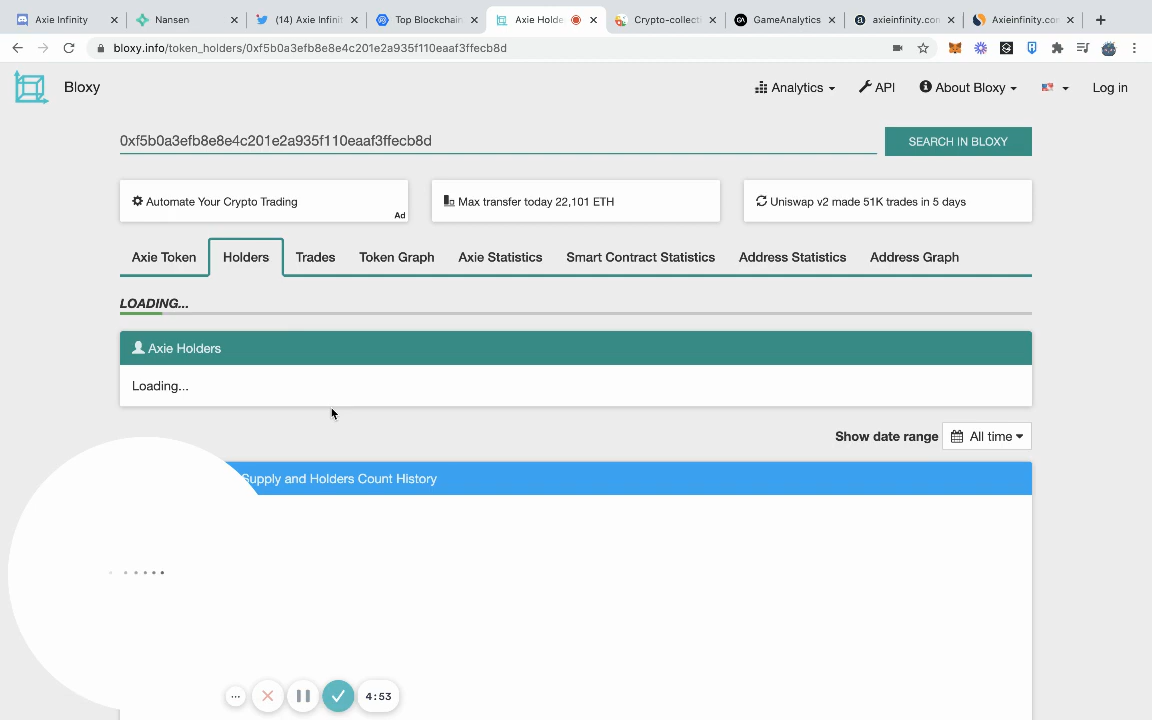 Axie Infinity
Nansen
(14) Axie Infinit
Top Blockchain
Axie Holde
Crypto-collect
GameAnalytics
axieinfinity.con
Axieinfinity.con
bloxy.info/token_holders/0xf5b0a3efb8e8e4c201e2a935f110eaaf3ffecb8d
Bloxy
Analytics
API
About Bloxy
Log in
0xf5b0a3efb8e8e4c201e2a935f110eaaf3ffecb8d
SEARCH IN BLOXY
Automate Your Crypto Trading
Ad
Max transfer today 22,101 ETH
Uniswap v2 made 51K trades in 5 days
Axie Token
Holders
Trades
Token Graph
Axie Statistics
Smart Contract Statistics
Address Statistics
Address Graph
LOADING...
Axie Holders
Loading...
Show date range
All time
Supply and Holders Count History
4:53